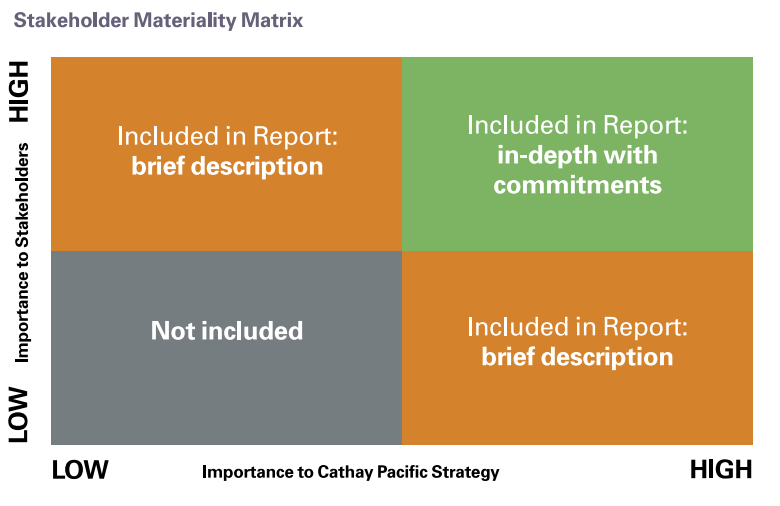 Stakeholder Materiality Matrix
HIGH
Importance to Stakeholders
LOW
Included in Report:
brief description
Included in Report:
in-depth with
commitments
Not included
Included in Report:
brief description
LOW
Importance to Cathay Pacific Strategy
HIGH